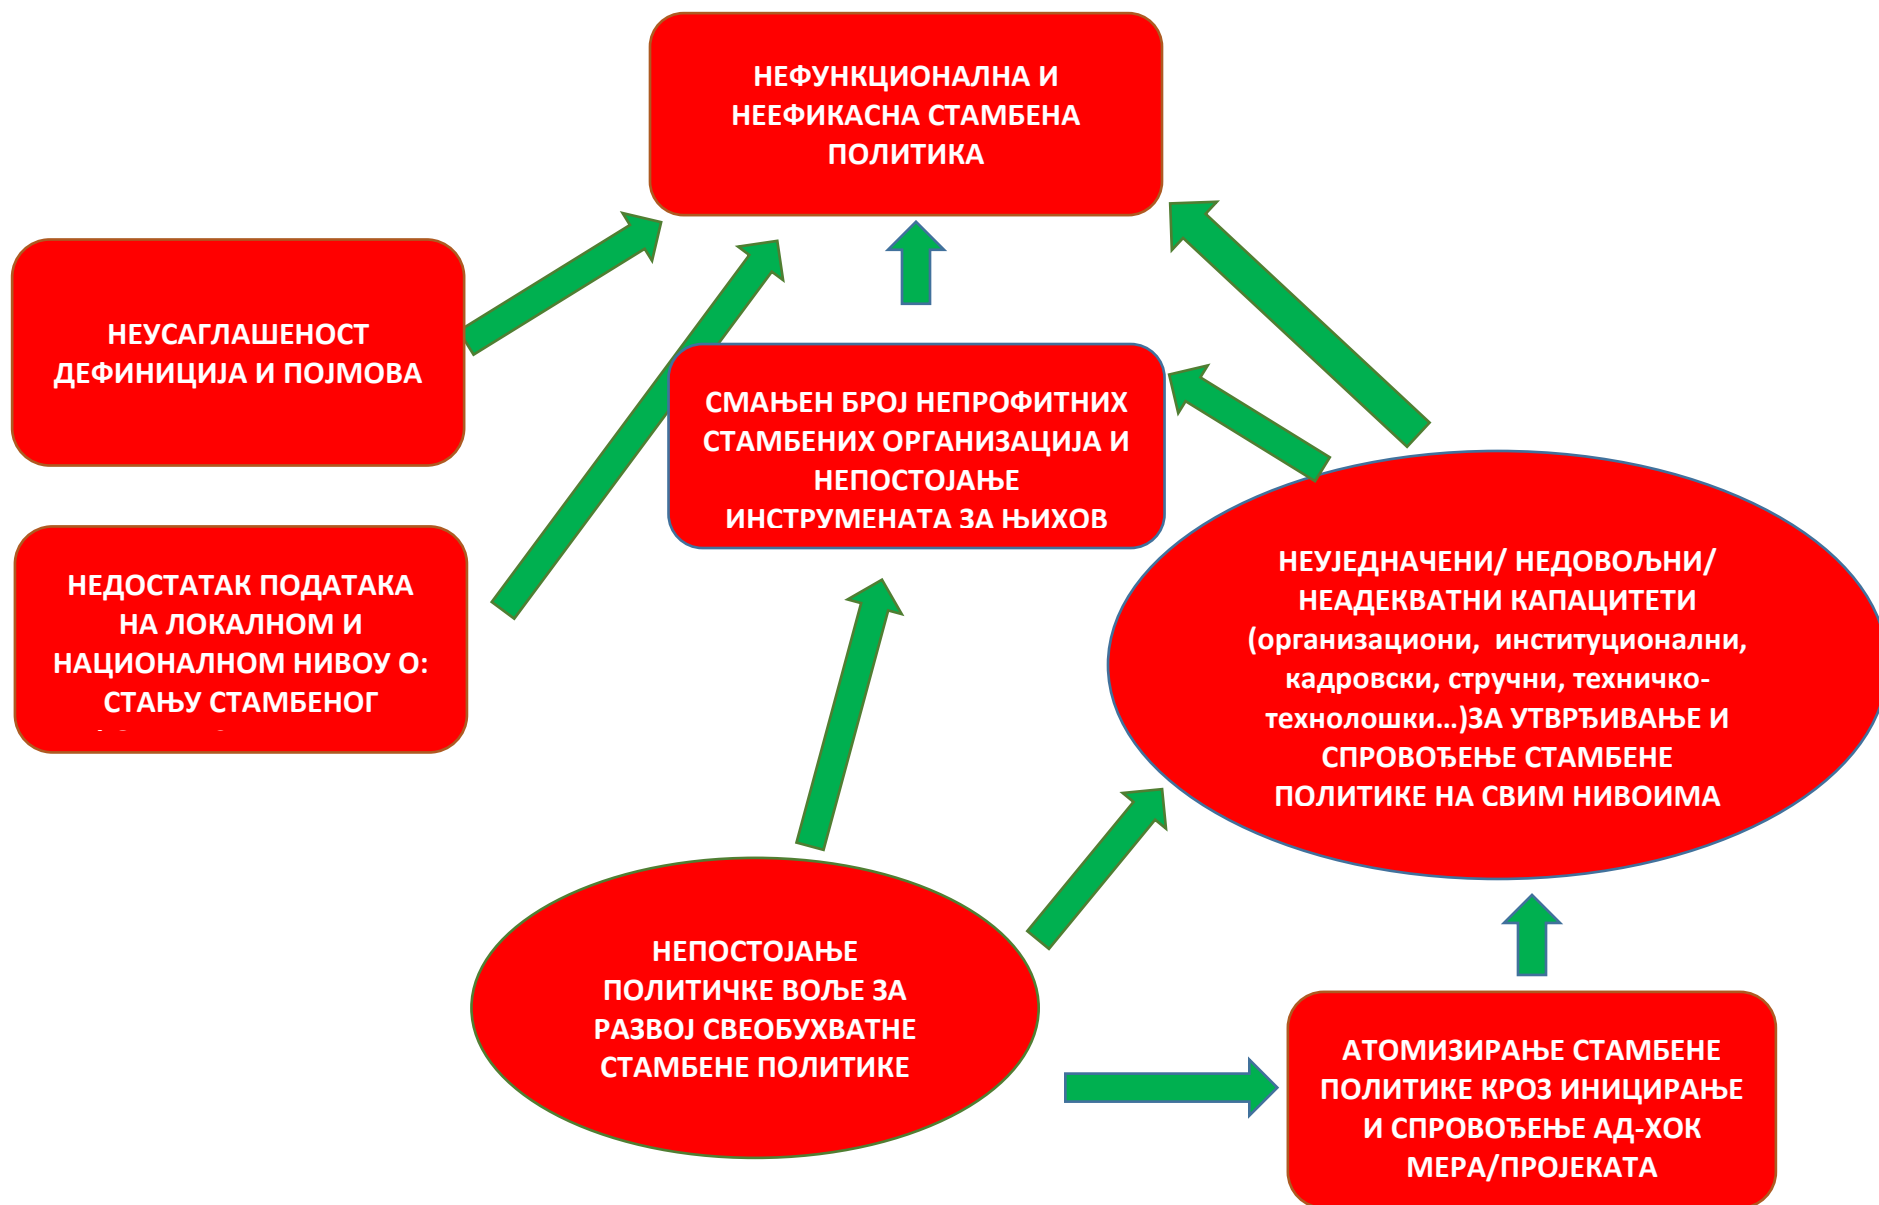 НЕФУНКЦИОНАЛНА И
НЕЕФИКАСНА СТАМБЕНА
ПОЛИТИКА
НЕУСАГЛАШЕНОСТ
ДЕФИНИЦИЈА И ПОЈМОВА
СМАЊЕН БРОЈ НЕПРОФИТНИХ
СТАМБЕНИХ ОРГАНИЗАЦИЈА И
НЕПОСТОЈАЊЕ
ИНСТРУМЕНАТА ЗА ЊИХОВ
НЕДОСТАТАК ПОДАТАКА
НА ЛОКАЛНОМ И
НАЦИОНАЛНОМ НИВОУ О:
СТАЊУ СТАМБЕНОГ
НЕУЈЕДНАЧЕНИ/ НЕДОВОЉНИ/
НЕАДЕКВАТНИ КАПАЦИТЕТИ
(организациони, институционални,
кадровски, стручни, техничко-
технолошки...)ЗА УТВРЂИВАЊЕ И
СПРОВОЂЕЊЕ СТАМБЕНЕ
ПОЛИТИКЕ НА СВИМ НИВОИМА
НЕПОСТОЈАЊЕ
ПОЛИТИЧКЕ ВОЉЕ ЗА
РАЗВОЈ СВЕОБУХВАТНЕ
СТАМБЕНЕ ПОЛИТИКЕ
АТОМИЗИРАЊЕ СТАМБЕНЕ
ПОЛИТИКЕ КРОЗ ИНИЦИРАЊЕ
И СПРОВОЂЕЊЕ АД-ХОК
МЕРА/ПРОЈЕКАТА